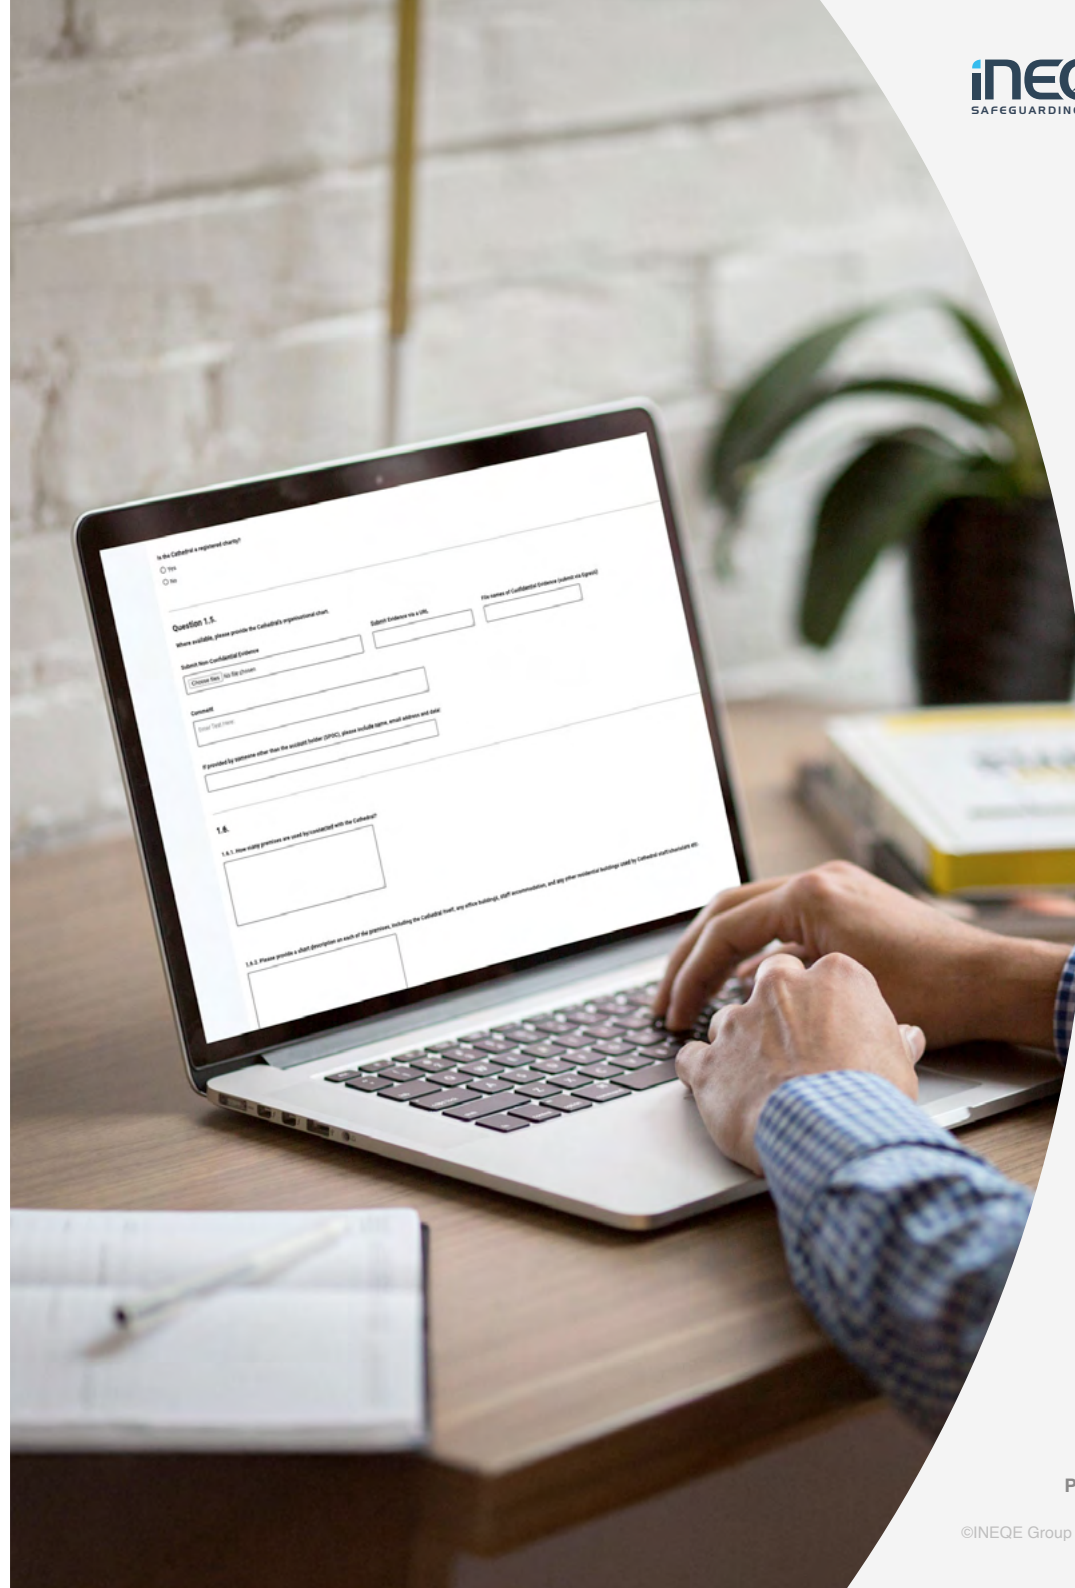 iNEQ
SAFEGUARDING
Is the Cathedral a registered charity?
Yes
No
Question 1.5.
Where available, please provide the Cathedral's organisational chart.
Submit Non-Confidential Evidence
Submit Evidence via a URL
File names of Confidential Evidence (submit via Egress)
Choose files No file chosen
Comment
Enter Text Here
If provided by someone other than the account holder (SPOC), please include name, email address and date:
1.6.
1.6.1. How many premises are used by/connected with the Cathedral?
1.6.2. Please provide a short description on each of the premises, including the Cathedral itself, any office buildings, staff accommodation, and any other residential buildings used by Cathedral staff/choristers etc.
P
©INEQE Group